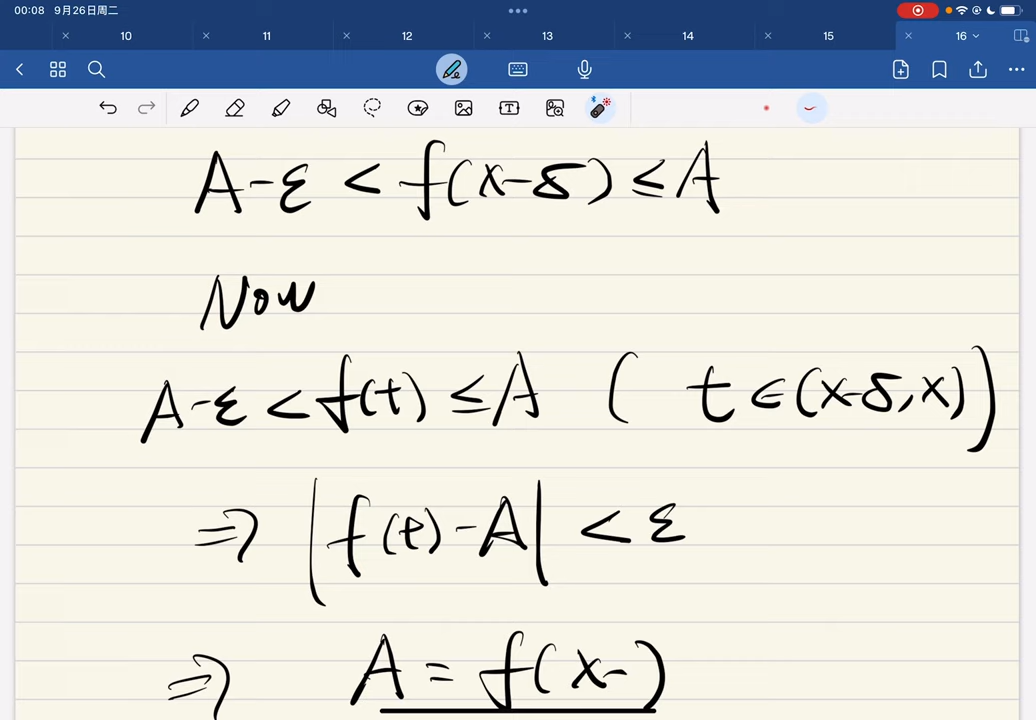 00:08 9月26日周二
10 11 12 13 14 15 16
A-ε < f(x-δ) ≤ A
Now
A-ε < f(t) ≤ A ( t ∈ (x-δ, x))
⇒ |f(t) - A| < ε
⇒ A = f(x-)